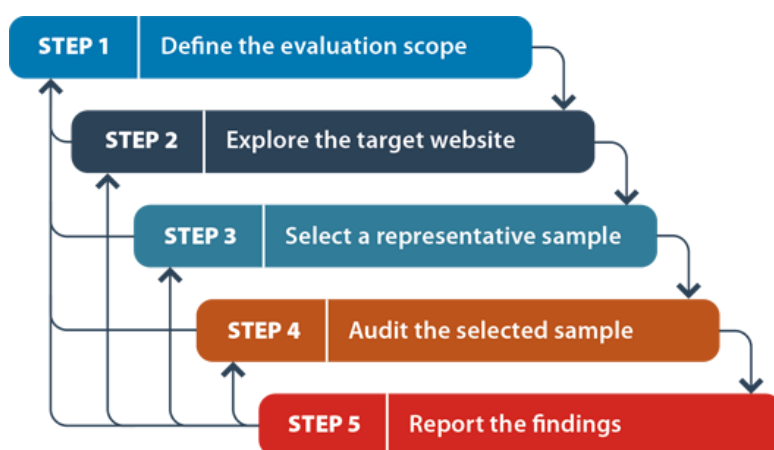 STEP 1 Define the evaluation scope
STEP 2 Explore the target website
STEP 3 Select a representative sample
STEP 4 Audit the selected sample
STEP 5 Report the findings